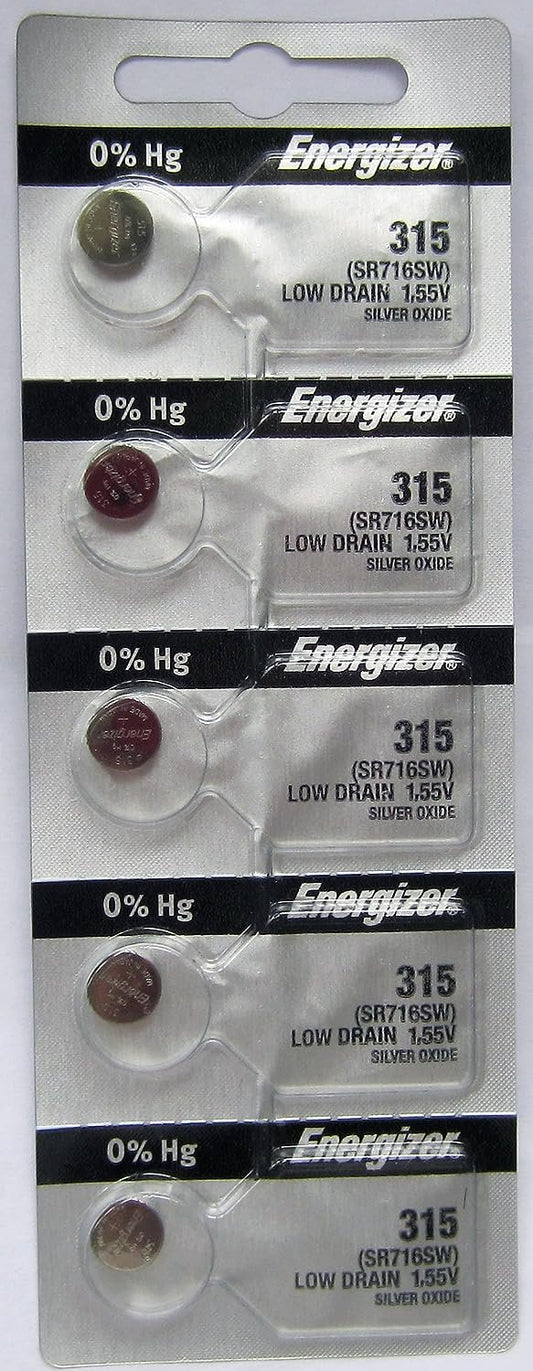 0% Hg Energizer®
315
(SR716SW)
LOW DRAIN 1.55V
SILVER OXIDE
0% Hg Energizer®
315
(SR716SW)
LOW DRAIN 1.55V
SILVER OXIDE
0% Hg Energizer®
315
(SR716SW)
LOW DRAIN 1.55V
SILVER OXIDE
0% Hg Energizer®
315
(SR716SW)
LOW DRAIN 1.55V
SILVER OXIDE
0% Hg Energizer®
315
(SR716SW)
LOW DRAIN 1.55V
SILVER OXIDE